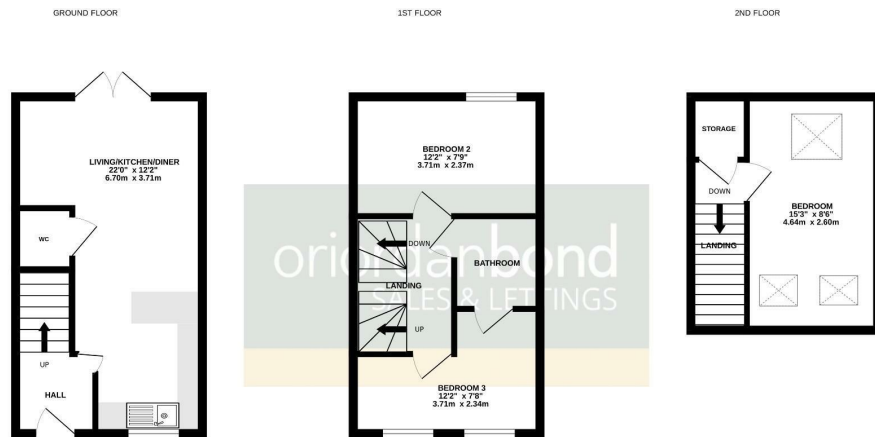 GROUND FLOOR
1ST FLOOR
2ND FLOOR
LIVING/KITCHEN/DINER
22'0" x 12'2"
6.70m x 3.71m
WC
UP
HALL
BEDROOM 2
12'2" x 7'9"
3.71m x 2.37m
DOWN
BATHROOM
LANDING
UP
BEDROOM 3
12'2" x 7'8"
3.71m x 2.34m
oriordanbond
SALES & LETTINGS
STORAGE
DOWN
LANDING
BEDROOM
15'3" x 8'6"
4.64m x 2.60m